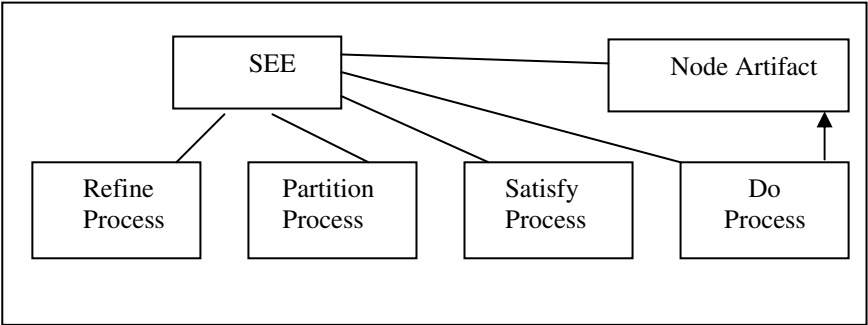 SEE
Node Artifact
Refine
Process
Partition
Process
Satisfy
Process
Do
Process